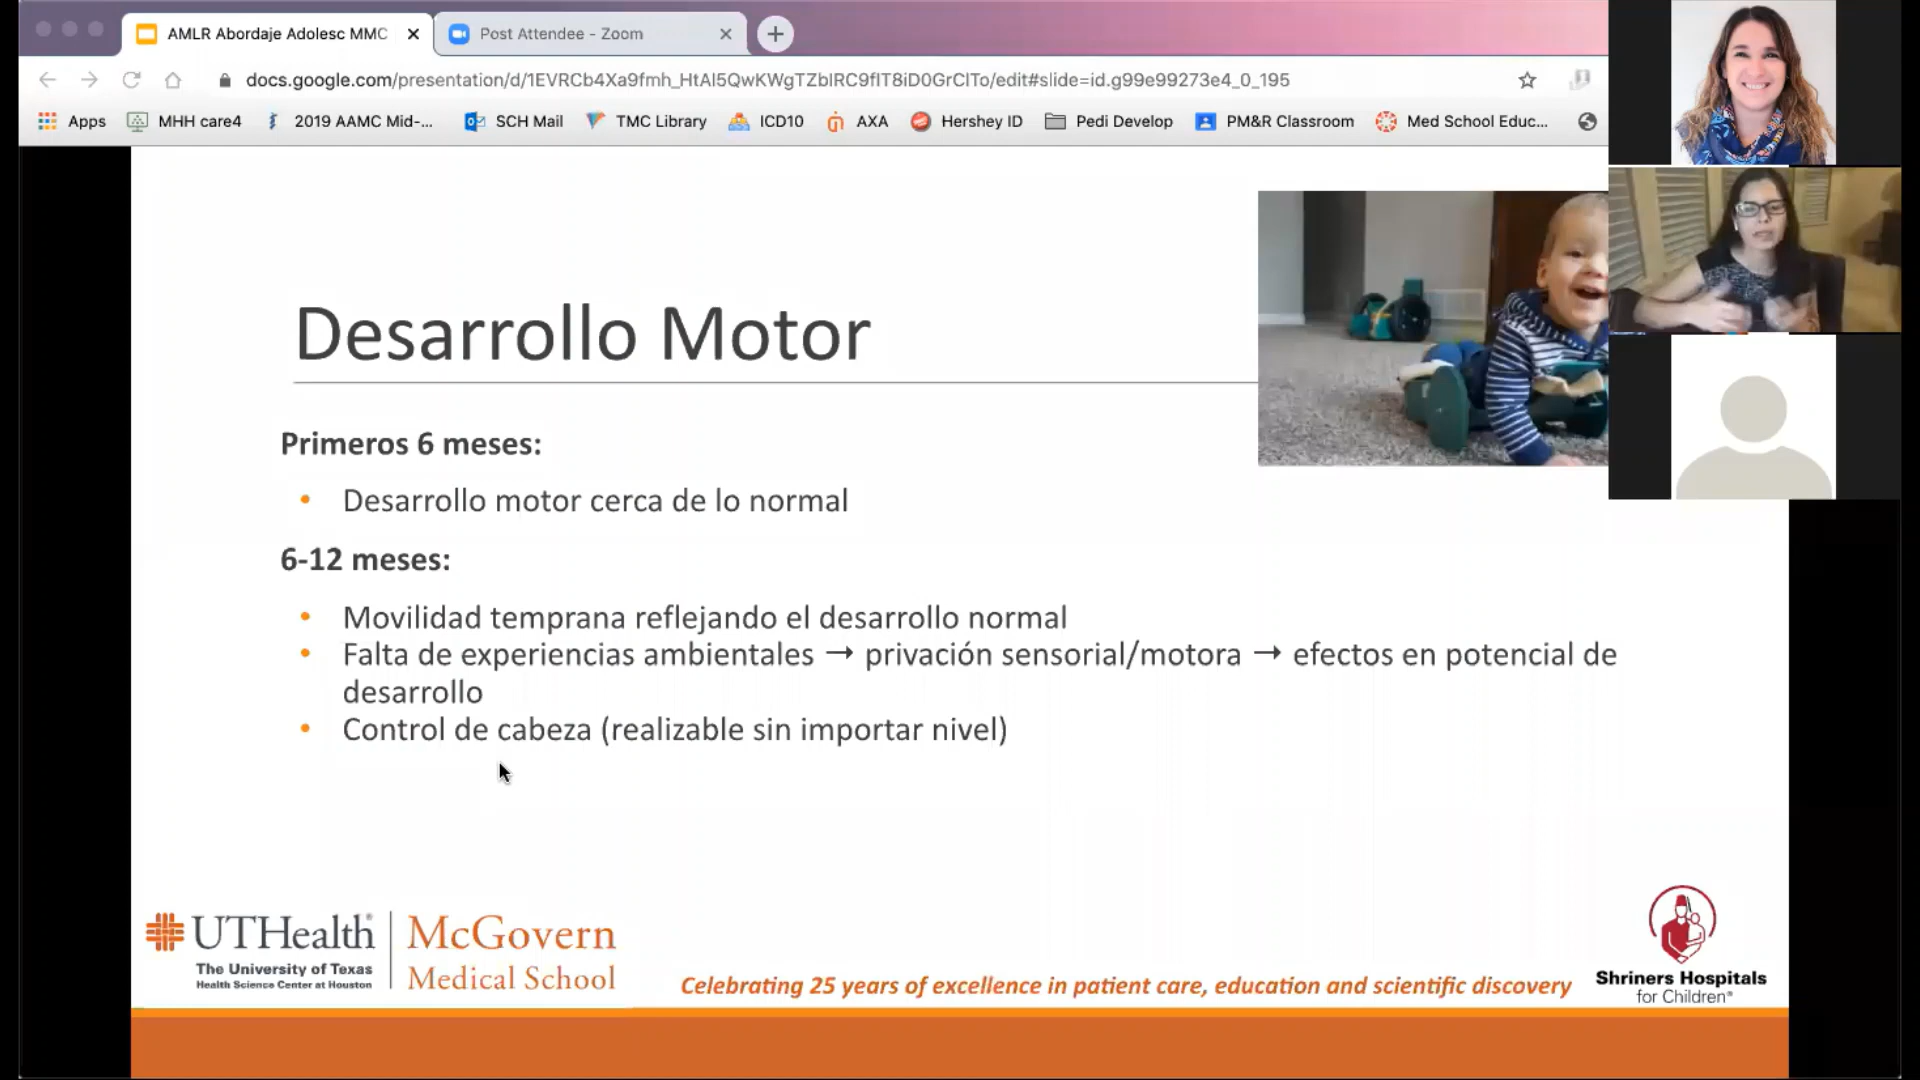 AMLR Abordaje Adolesc MMC
Post Attendee - Zoom
docs.google.com/presentation/d/1EVRCb4Xa9fmh_HtAl5QwKWgTZblRC9flT8iD0GrClTo/edit#slide=id.g99e99273e4_0_195
Apps MHH care4 2019 AAMC Mid-... SCH Mail TMC Library ICD10 AXA Hershey ID Pedi Develop PM&R Classroom Med School Educ...
Desarrollo Motor
Primeros 6 meses:
• Desarrollo motor cerca de lo normal
6-12 meses:
• Movilidad temprana reflejando el desarrollo normal
• Falta de experiencias ambientales → privación sensorial/motora → efectos en potencial de
desarrollo
• Control de cabeza (realizable sin importar nivel)
UTHealth®
The University of Texas
Health Science Center at Houston
McGovern
Medical School
Celebrating 25 years of excellence in patient care, education and scientific discovery
Shriners Hospitals
for Children®